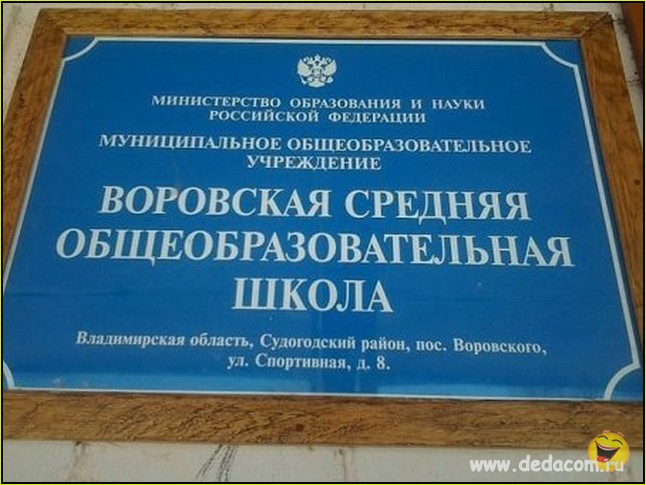 МИНИСТЕРСТВО ОБРАЗОВАНИЯ И НАУКИ
РОССИЙСКОЙ ФЕДЕРАЦИИ
МУНИЦИПАЛЬНОЕ ОБЩЕОБРАЗОВАТЕЛЬНОЕ
УЧРЕЖДЕНИЕ
ВОРОВСКАЯ СРЕДНЯЯ
ОБЩЕОБРАЗОВАТЕЛЬНАЯ
ШКОЛА
Владимирская область, Судогодский район, пос. Воровского,
ул. Спортивная, д. 8.
www.dedacom.ru